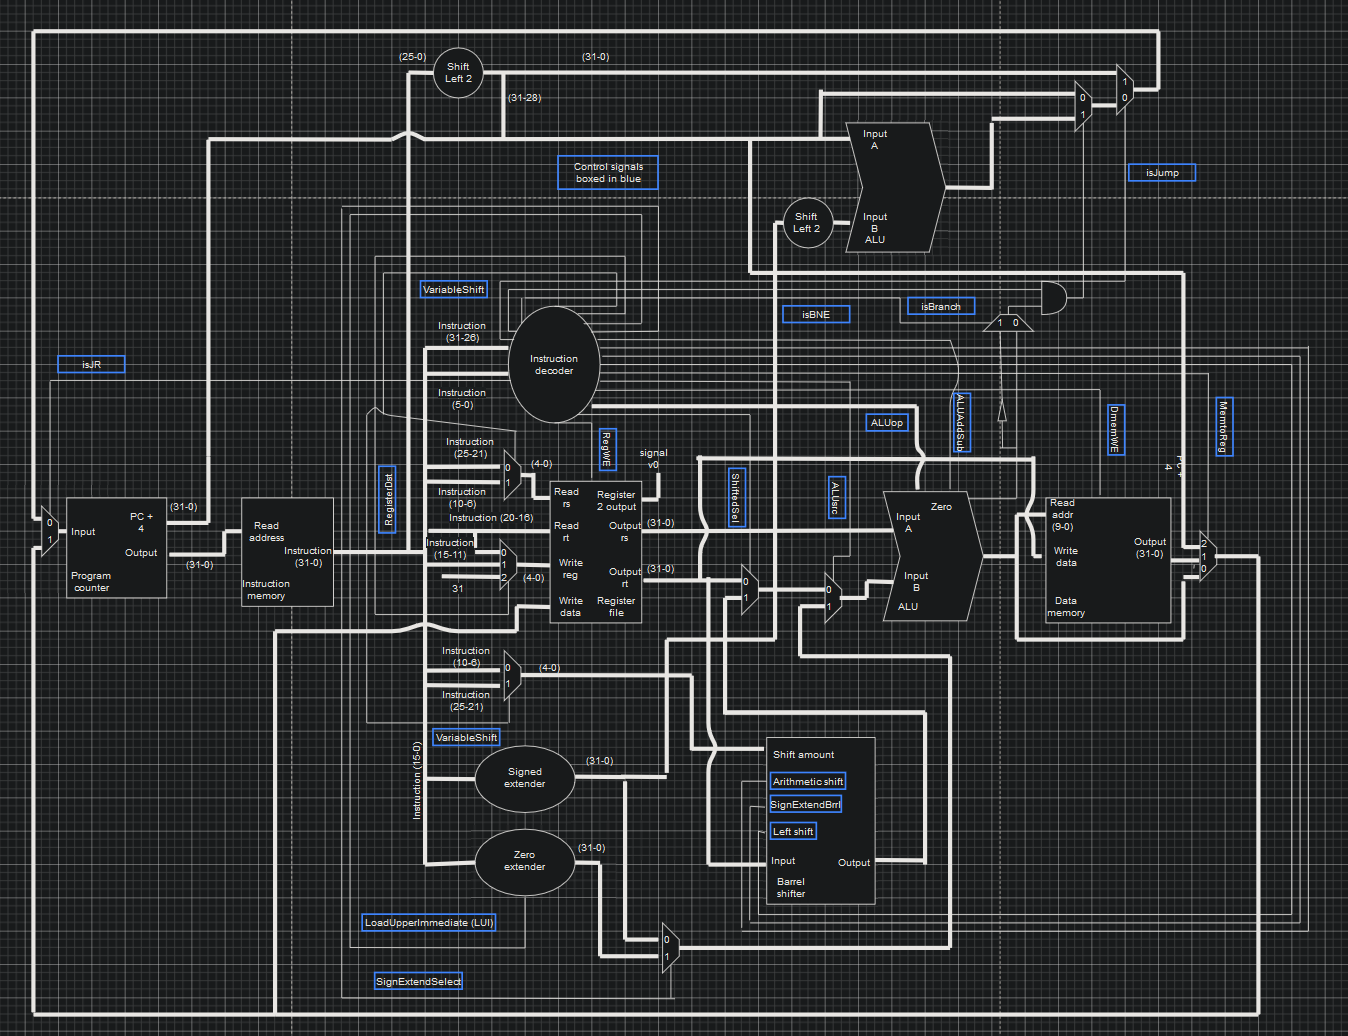 (25-0)
Shift
Left 2
(31-0)
(31-28)
1
0
0
1
Input
A
Input
B
ALU
Shift
Left 2
Control signals
boxed in blue
isJump
VariableShift
isBNE
isBranch
1 0
Instruction
(31-26)
Instruction
decoder
Instruction
(5-0)
isJR
ALUop
ALUAddSub
DmemWE
MemtoReg
RegWE
RegisterDst
signal
v0
Instruction
(25-21)
0
1
(4-0)
Instruction
(10-6)
Instruction (20-16)
Instruction
(15-11)
0
1
2
31
(4-0)
Read
rs
Register
2 output
Read
rt
Output
rs
Write
reg
Output
rt
Write
data
Register
file
(31-0)
(31-0)
ShiftedSel
ALUsrc
0
1
0
1
Zero
Input
A
Input
B
ALU
Read
addr
(9-0)
Write
data
Output
(31-0)
Data
memory
PC +
4
2
1
0
0
1
Input
PC +
4
Output
Program
counter
(31-0)
(31-0)
Read
address
Instruction
(31-0)
Instruction
memory
Instruction
(10-6)
0
1
(4-0)
Instruction
(25-21)
VariableShift
Instruction (15-0)
Signed
extender
(31-0)
Zero
extender
(31-0)
Shift amount
Arithmetic shift
SignExtendBrrl
Left shift
Input
Output
Barrel
shifter
LoadUpperImmediate (LUI)
0
1
SignExtendSelect